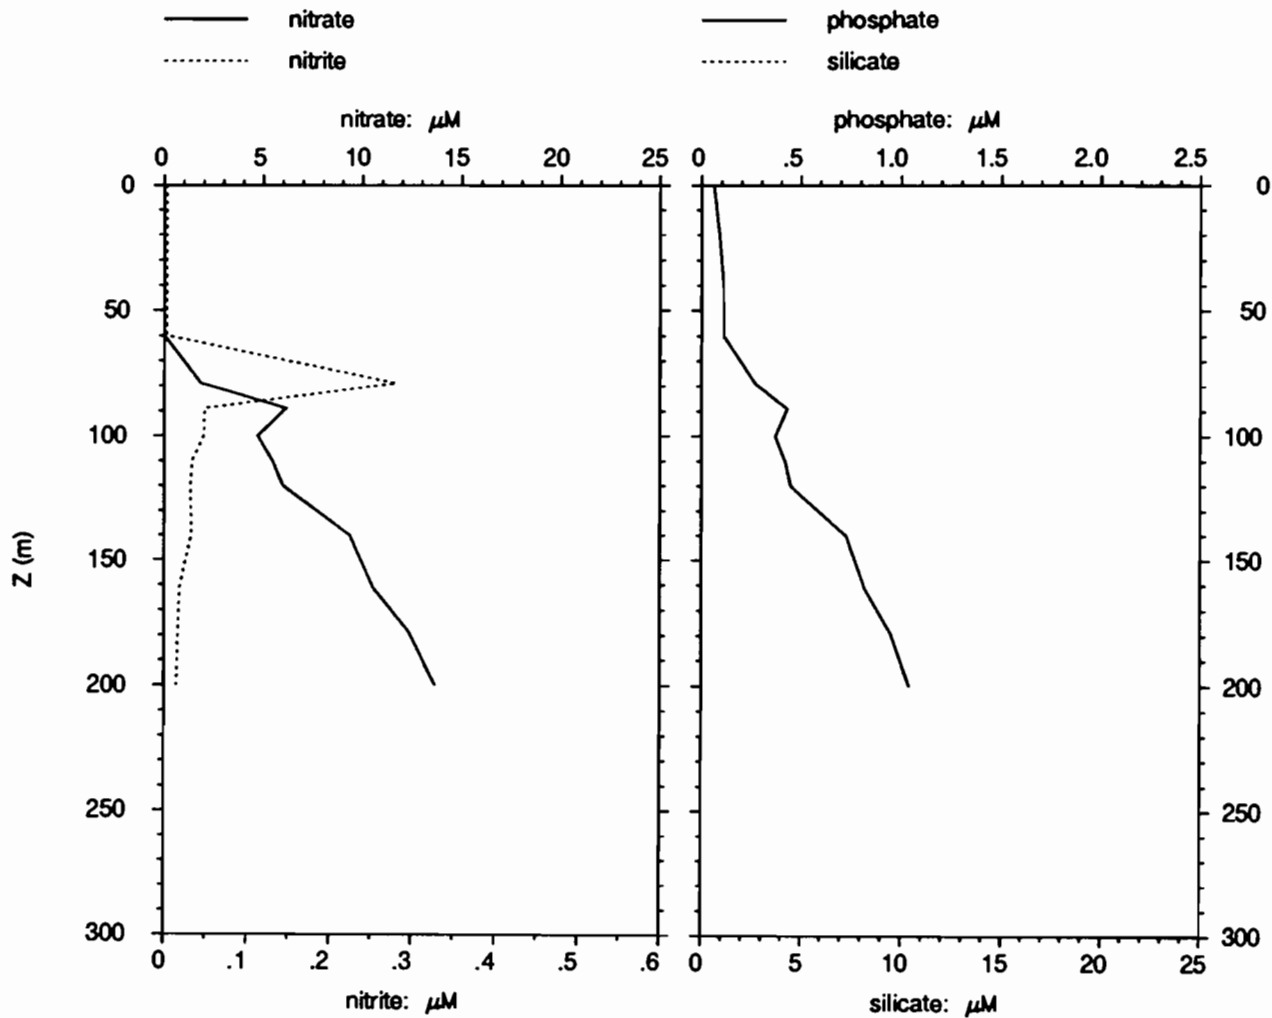 nitrate phosphate
nitrite silicate
nitrate: μM phosphate: μM
0 5 10 15 20 25 0 .5 1.0 1.5 2.0 2.5
0 0
50 50
100 100
Z (m)
150 150
200 200
250 250
300 300
0 .1 .2 .3 .4 .5 .6 0 5 10 15 20 25
nitrite: μM silicate: μM